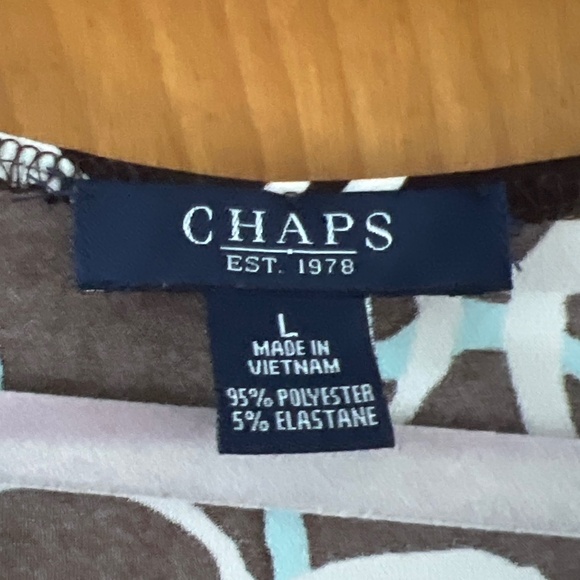 CHAPS
EST. 1978
L
MADE IN
VIETNAM
95% POLYESTER
5% ELASTANE